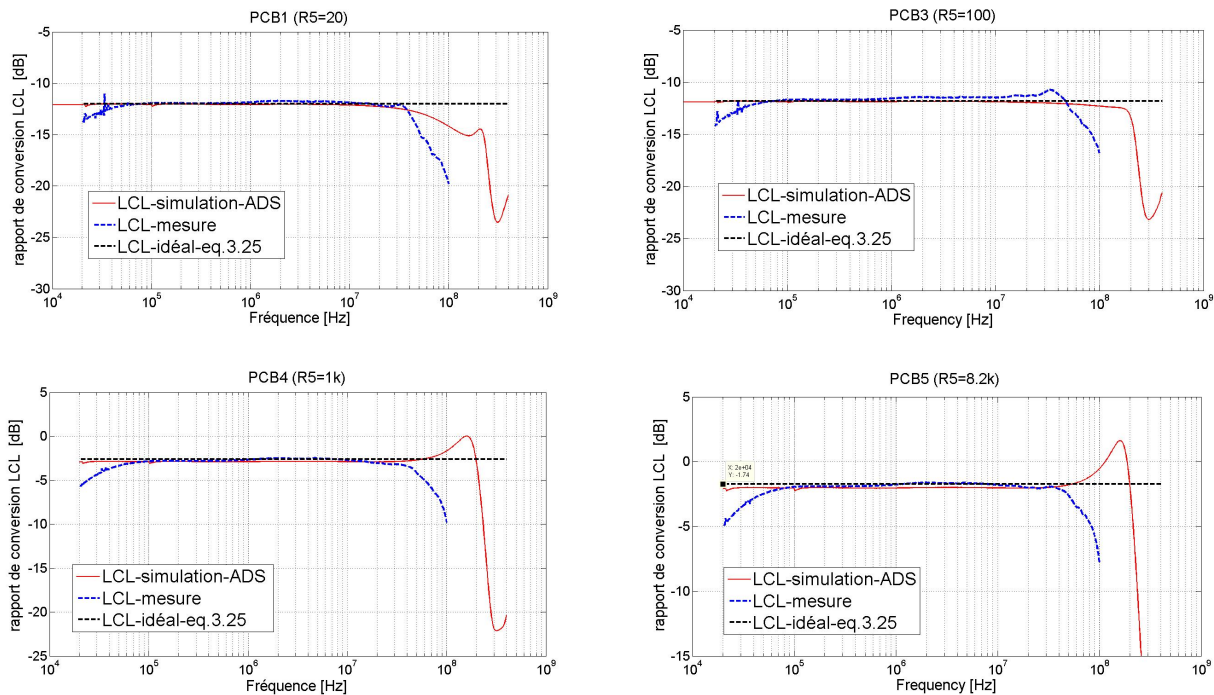 PCB1 (R5=20)
rapport de conversion LCL [dB]
-5
-10
-15
-20
-25
-30
LCL-simulation-ADS
LCL-mesure
LCL-idéal-eq.3.25
10^4 10^5 10^6 10^7 10^8 10^9
Fréquence [Hz]
PCB3 (R5=100)
rapport de conversion LCL [dB]
-5
-10
-15
-20
-25
-30
LCL-simulation-ADS
LCL-mesure
LCL-idéal-eq.3.25
10^4 10^5 10^6 10^7 10^8 10^9
Frequency [Hz]
PCB4 (R5=1k)
rapport de conversion LCL [dB]
5
0
-5
-10
-15
-20
-25
LCL-simulation-ADS
LCL-mesure
LCL-idéal-eq.3.25
10^4 10^5 10^6 10^7 10^8 10^9
Fréquence [Hz]
PCB5 (R5=8.2k)
rapport de conversion LCL [dB]
5
0
-5
-10
-15
X: 2e+04
Y: -1.74
LCL-simulation-ADS
LCL-mesure
LCL-idéal-eq.3.25
10^4 10^5 10^6 10^7 10^8 10^9
Frequency [Hz]